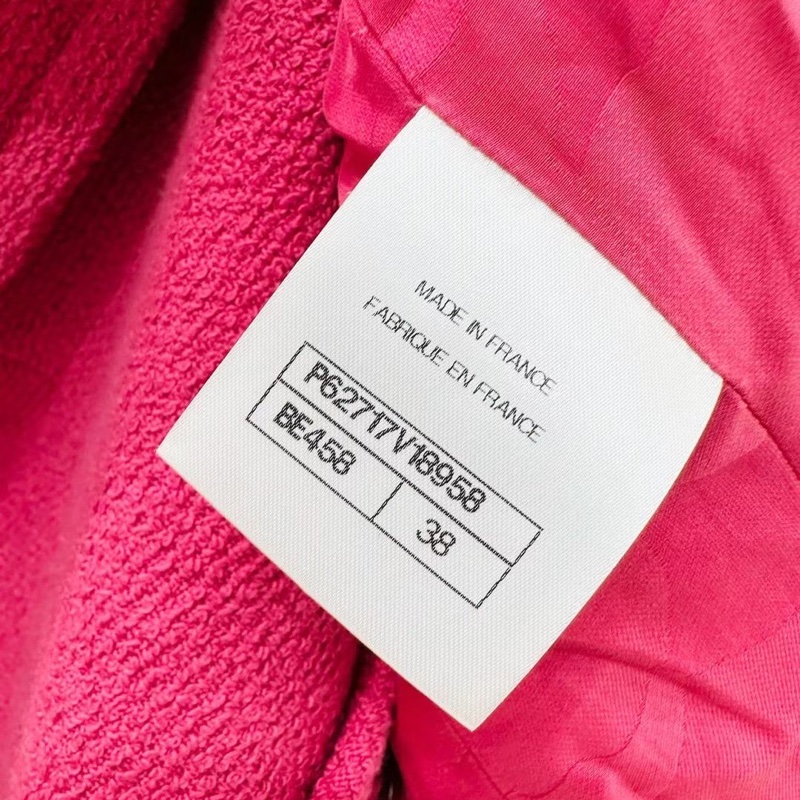 MADE IN FRANCE
FABRIQUE EN FRANCE
P62717V18958
BE458
38